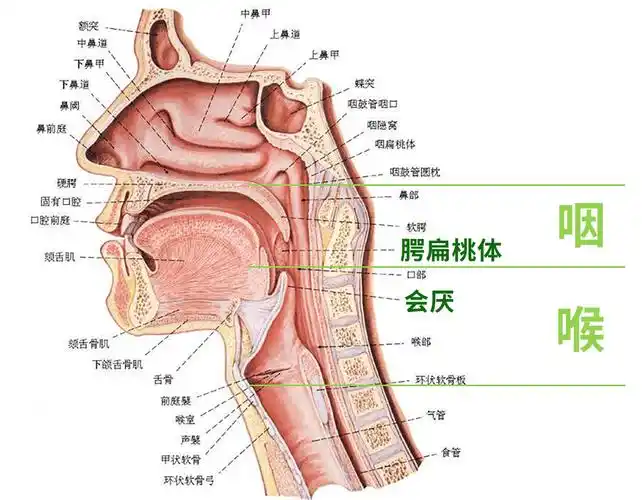 额突
中鼻甲
中鼻道
上鼻道
下鼻甲
上鼻甲
下鼻道
蝶突
鼻阈
咽鼓管咽口
鼻前庭
咽隐窝
咽扁桃体
咽鼓管圆枕
硬腭
鼻部
固有口腔
口腔前庭
软腭
咽
腭扁桃体
颏舌肌
口部
会厌
喉
颏舌骨肌
喉部
下颌舌骨肌
舌骨
环状软骨板
前庭襞
气管
喉室
声襞
食管
甲状软骨
环状软骨弓